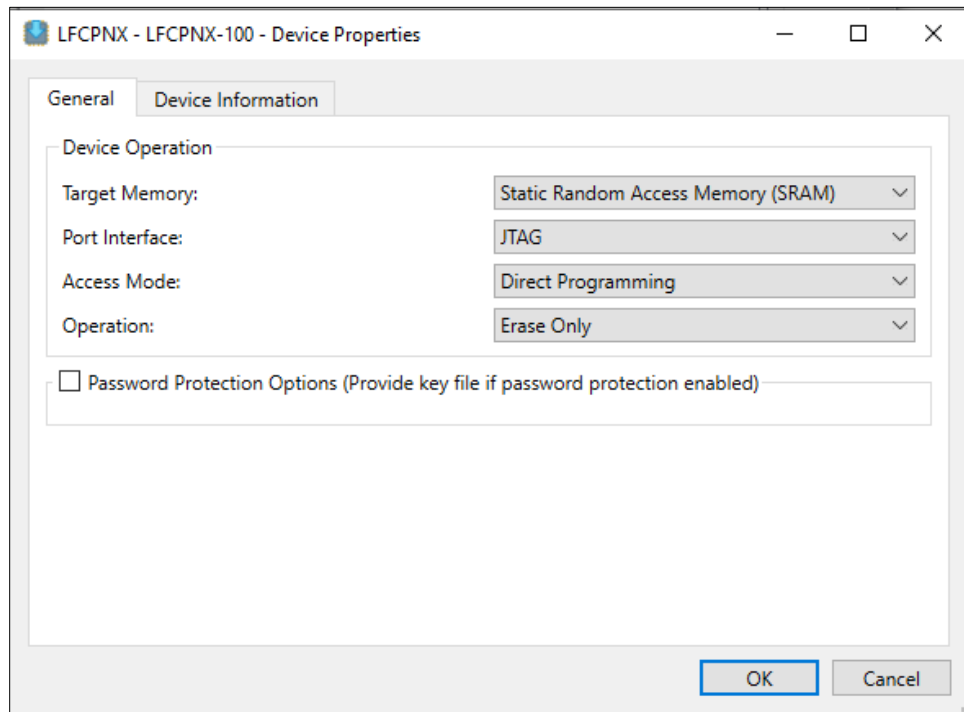 LFCPNX - LFCPNX-100 - Device Properties
General Device Information
Device Operation
Target Memory: Static Random Access Memory (SRAM)
Port Interface: JTAG
Access Mode: Direct Programming
Operation: Erase Only
Password Protection Options (Provide key file if password protection enabled)
OK Cancel